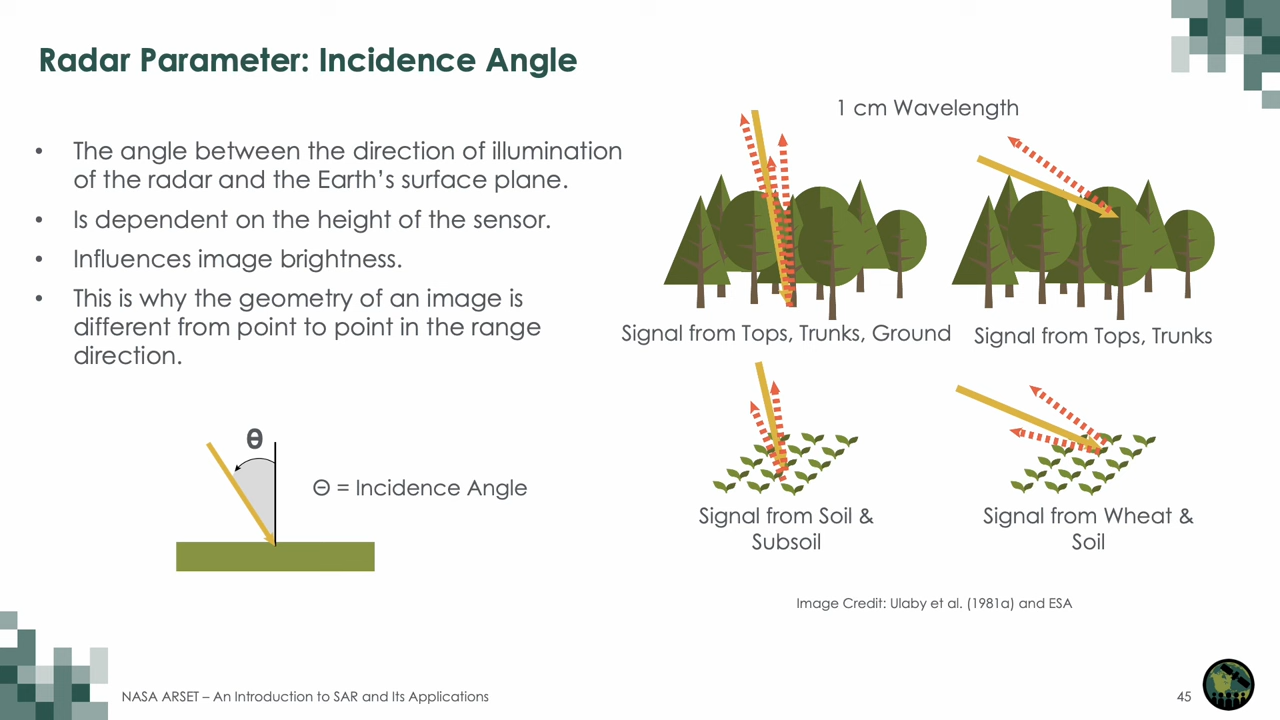 Radar Parameter: Incidence Angle
• The angle between the direction of illumination
of the radar and the Earth’s surface plane.
• Is dependent on the height of the sensor.
• Influences image brightness.
• This is why the geometry of an image is
different from point to point in the range
direction.
θ
Θ = Incidence Angle
1 cm Wavelength
Signal from Tops, Trunks, Ground
Signal from Tops, Trunks
Signal from Soil &
Subsoil
Signal from Wheat &
Soil
Image Credit: Ulaby et al. (1981a) and ESA
NASA ARSET – An Introduction to SAR and Its Applications
45